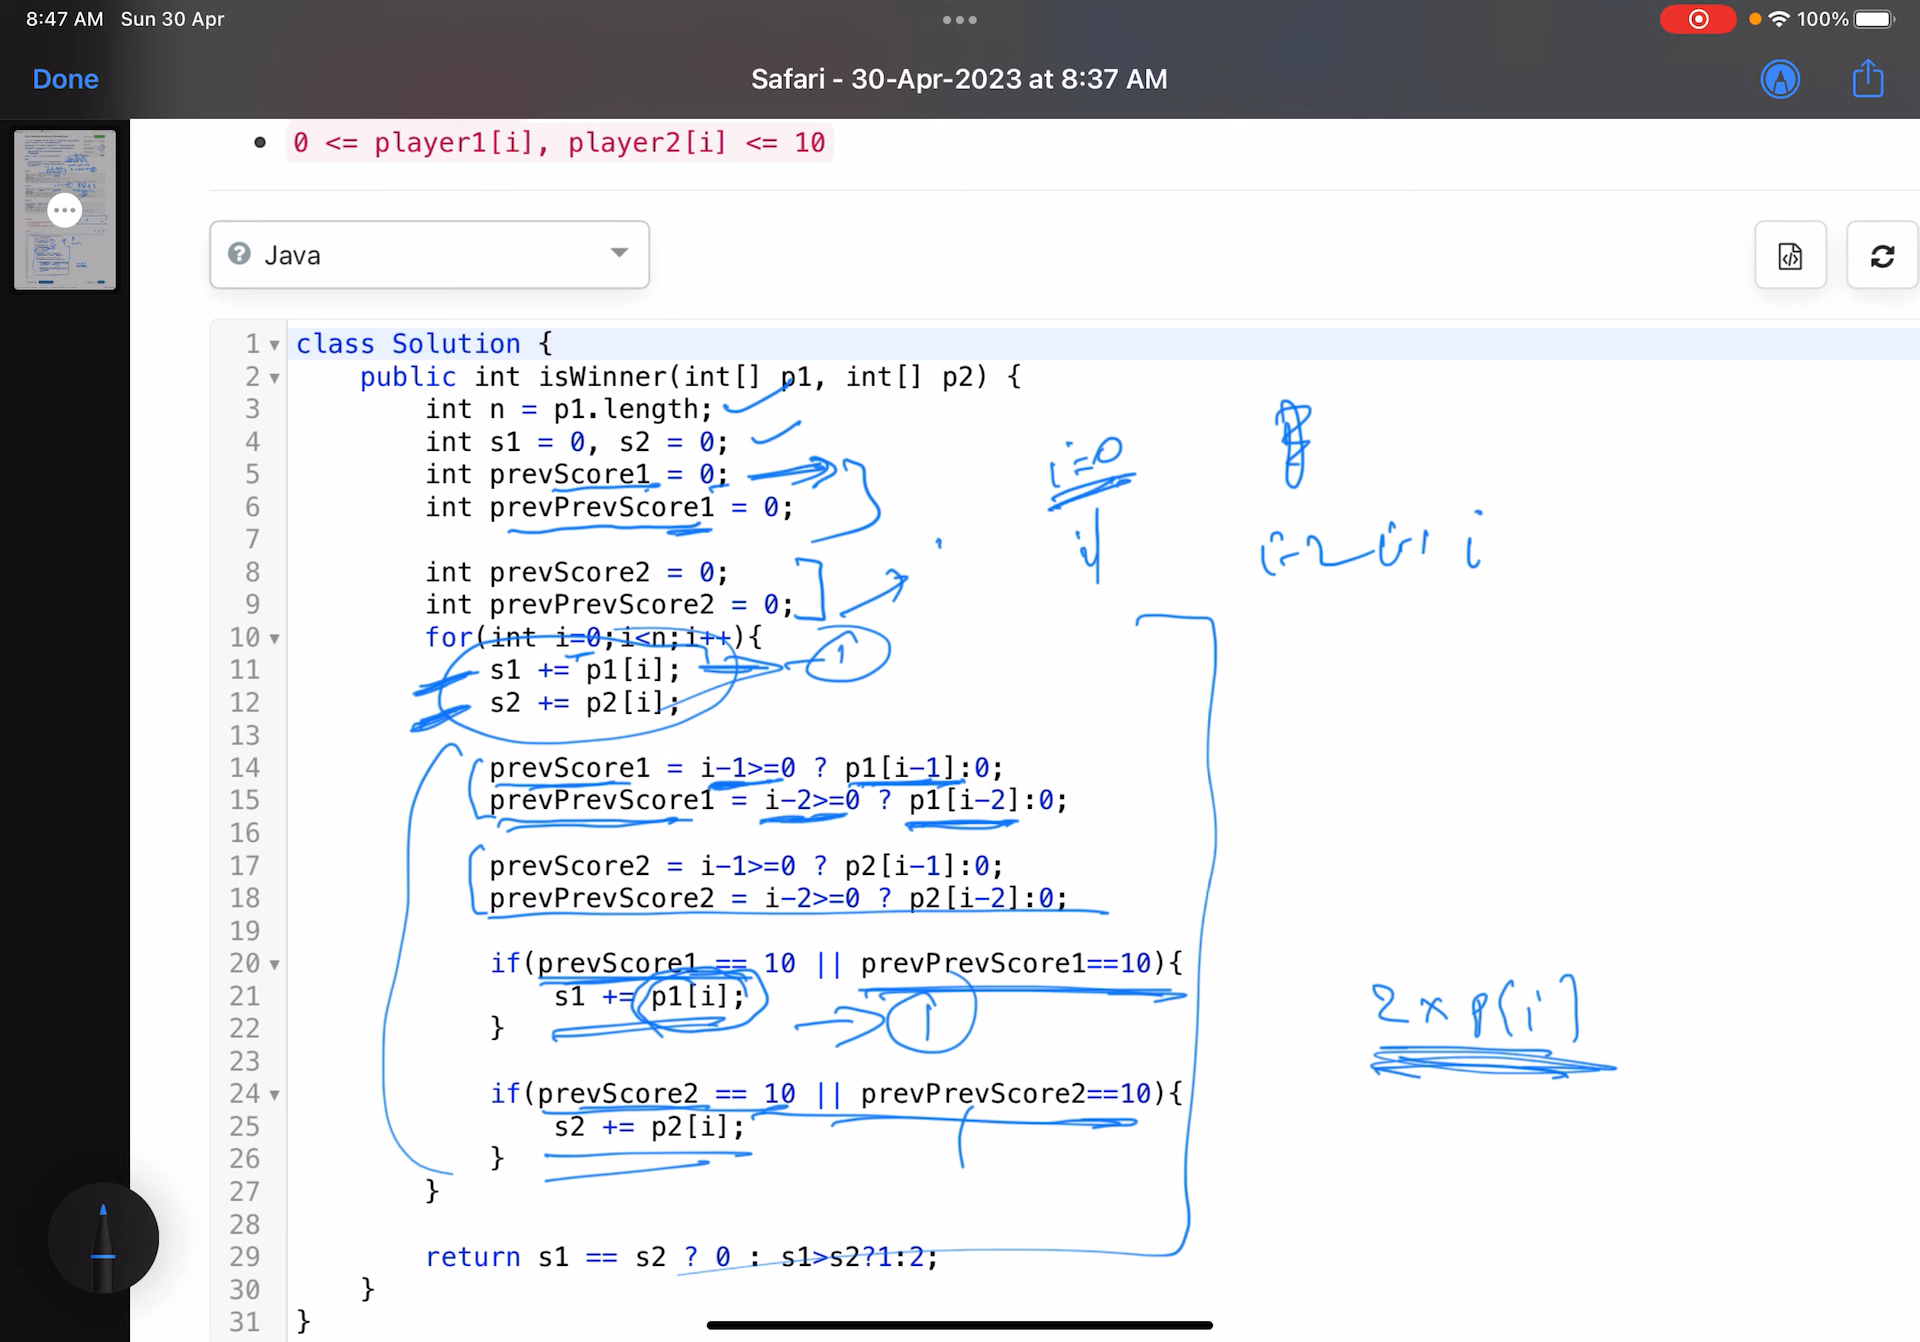 8:47 AM Sun 30 Apr
100%
Done
Safari - 30-Apr-2023 at 8:37 AM
0 <= player1[i], player2[i] <= 10
Java
1 class Solution {
2 public int isWinner(int[] p1, int[] p2) {
3 int n = p1.length;
4 int s1 = 0, s2 = 0;
5 int prevScore1 = 0;
6 int prevPrevScore1 = 0;
7
8 int prevScore2 = 0;
9 int prevPrevScore2 = 0;
10 for(int i=0;i<n;i++){
11 s1 += p1[i];
12 s2 += p2[i];
13
14 prevScore1 = i-1>=0 ? p1[i-1]:0;
15 prevPrevScore1 = i-2>=0 ? p1[i-2]:0;
16
17 prevScore2 = i-1>=0 ? p2[i-1]:0;
18 prevPrevScore2 = i-2>=0 ? p2[i-2]:0;
19
20 if(prevScore1 == 10 || prevPrevScore1==10){
21 s1 += p1[i];
22 }
23
24 if(prevScore2 == 10 || prevPrevScore2==10){
25 s2 += p2[i];
26 }
27 }
28
29 return s1 == s2 ? 0 : s1>s2?1:2;
30 }
31 }
i=0
i-2 i-1 i
1
1
2 x p[i]